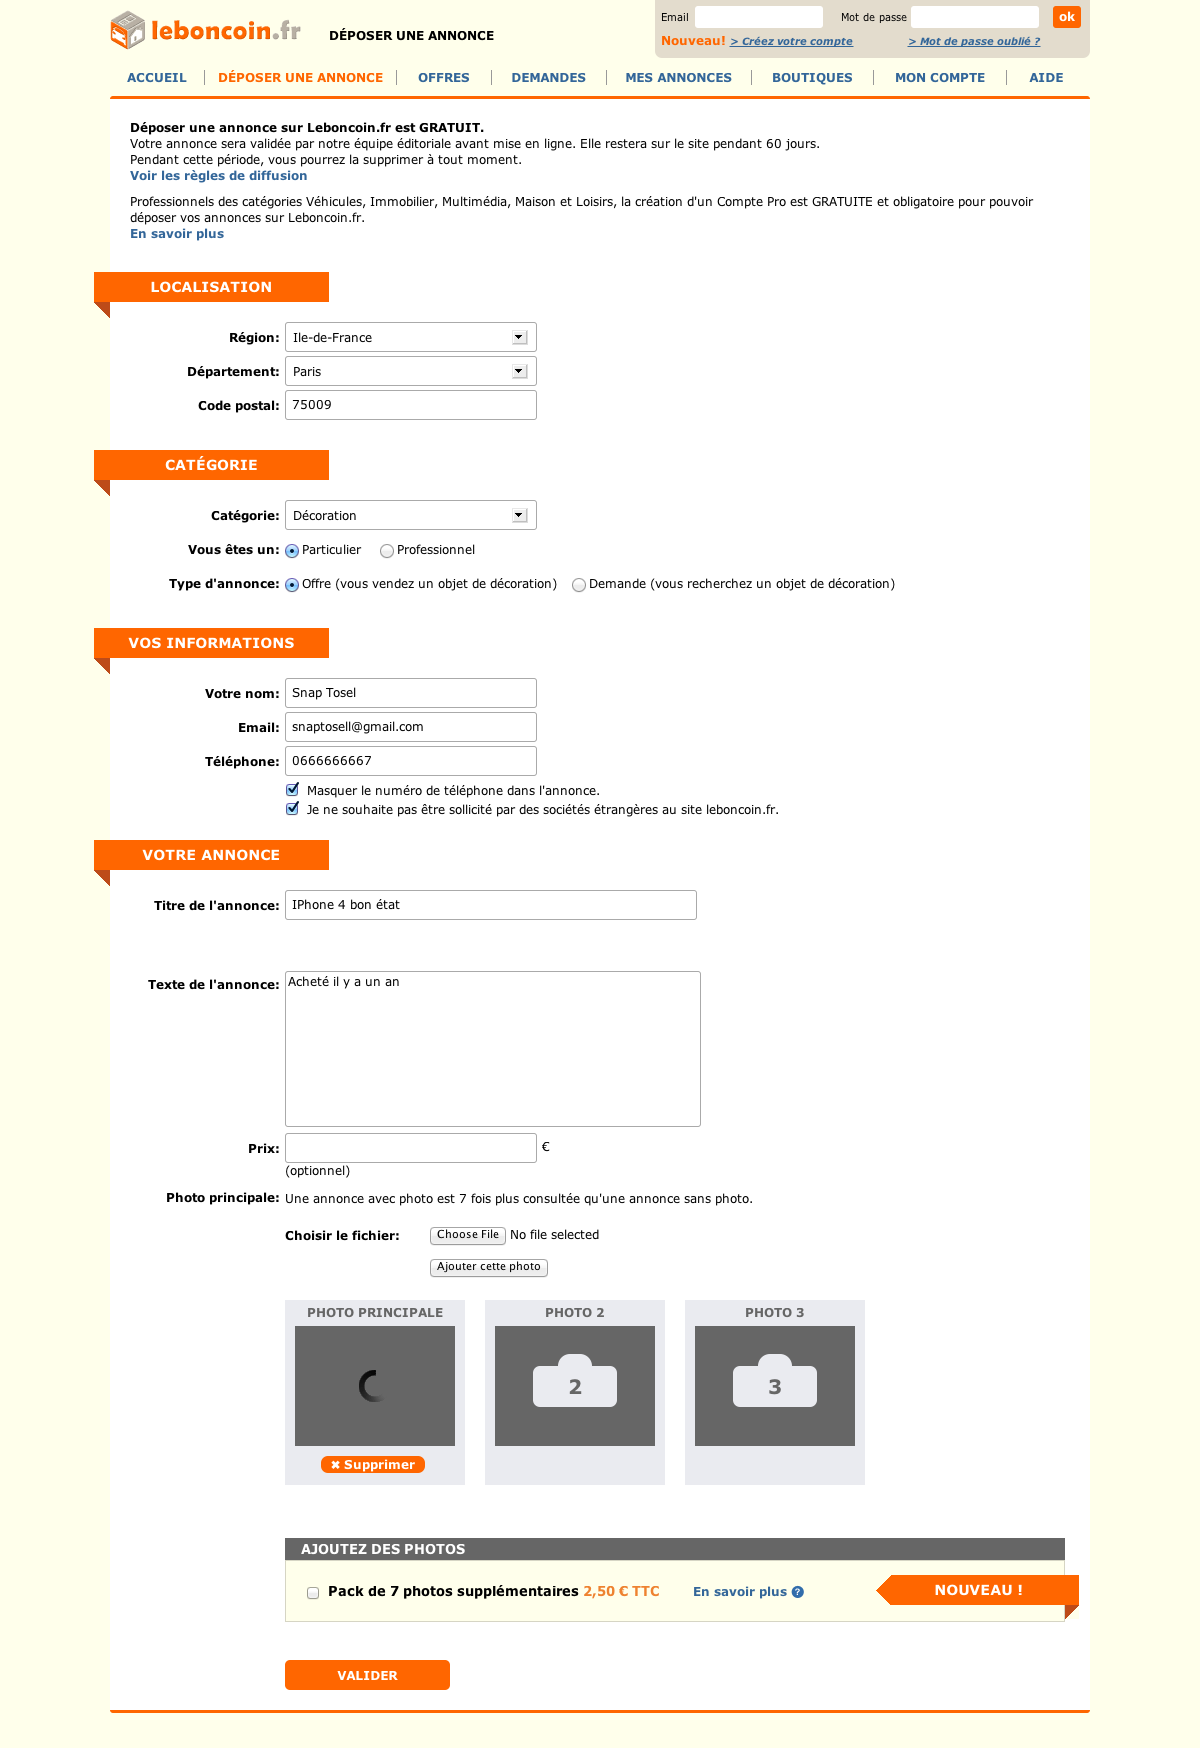 leboncoin.fr
DÉPOSER UNE ANNONCE
Email Mot de passe ok
Nouveau! > Créez votre compte > Mot de passe oublié ?
ACCUEIL DÉPOSER UNE ANNONCE OFFRES DEMANDES MES ANNONCES BOUTIQUES MON COMPTE AIDE
Déposer une annonce sur Leboncoin.fr est GRATUIT.
Votre annonce sera validée par notre équipe éditoriale avant mise en ligne. Elle restera sur le site pendant 60 jours.
Pendant cette période, vous pourrez la supprimer à tout moment.
Voir les règles de diffusion
Professionnels des catégories Véhicules, Immobilier, Multimédia, Maison et Loisirs, la création d'un Compte Pro est GRATUITE et obligatoire pour pouvoir
déposer vos annonces sur Leboncoin.fr.
En savoir plus
LOCALISATION
Région: Ile-de-France
Département: Paris
Code postal: 75009
CATÉGORIE
Catégorie: Décoration
Vous êtes un: Particulier Professionnel
Type d'annonce: Offre (vous vendez un objet de décoration) Demande (vous recherchez un objet de décoration)
VOS INFORMATIONS
Votre nom: Snap Tosel
Email: snaptosell@gmail.com
Téléphone: 0666666667
Masquer le numéro de téléphone dans l'annonce.
Je ne souhaite pas être sollicité par des sociétés étrangères au site leboncoin.fr.
VOTRE ANNONCE
Titre de l'annonce: IPhone 4 bon état
Texte de l'annonce: Acheté il y a un an
Prix: €
(optionnel)
Photo principale: Une annonce avec photo est 7 fois plus consultée qu'une annonce sans photo.
Choisir le fichier: Choose File No file selected
Ajouter cette photo
PHOTO PRINCIPALE PHOTO 2 PHOTO 3
2 3
✖ Supprimer
AJOUTEZ DES PHOTOS
Pack de 7 photos supplémentaires 2,50 € TTC En savoir plus ? NOUVEAU !
VALIDER